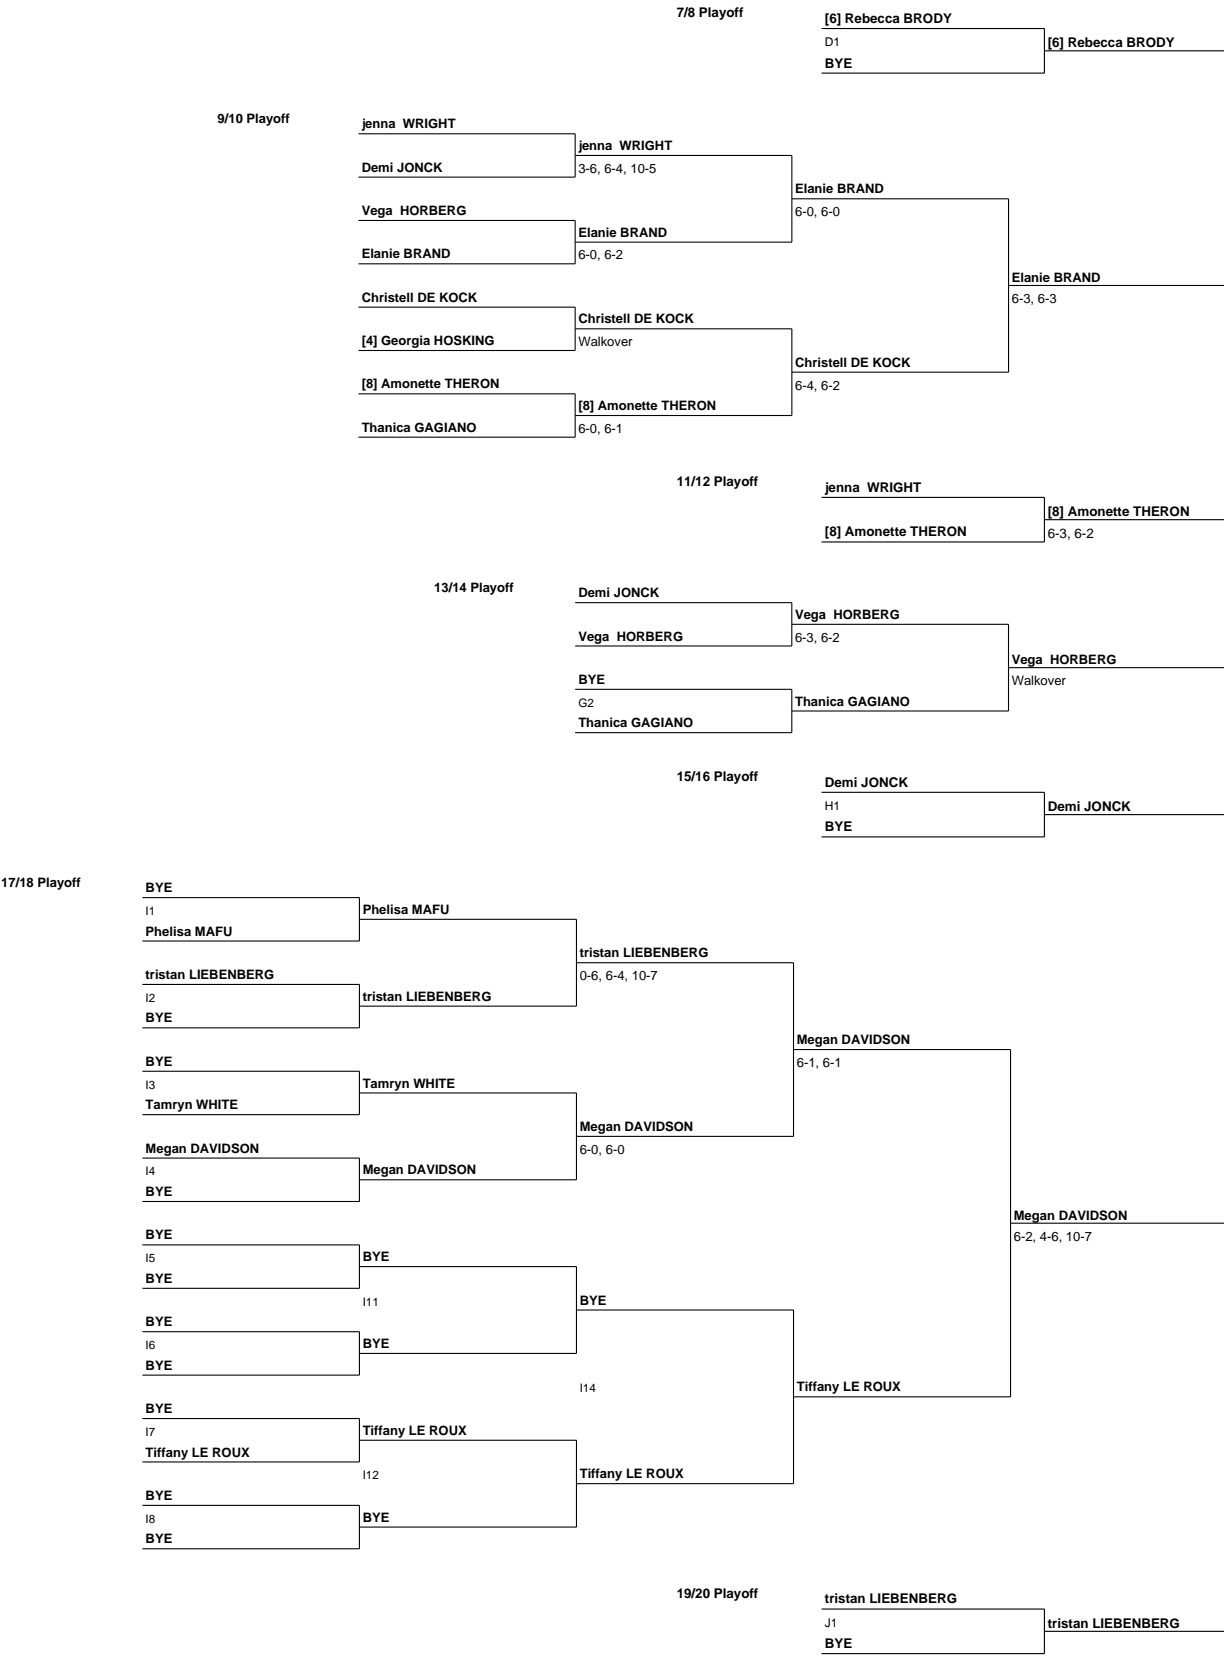 7/8 Playoff
[6] Rebecca BRODY
D1
[6] Rebecca BRODY
BYE
9/10 Playoff
jenna WRIGHT
jenna WRIGHT
Demi JONCK
3-6, 6-4, 10-5
Elanie BRAND
Vega HORBERG
6-0, 6-0
Elanie BRAND
Elanie BRAND
6-0, 6-2
Elanie BRAND
Christell DE KOCK
6-3, 6-3
Christell DE KOCK
[4] Georgia HOSKING
Walkover
Christell DE KOCK
[8] Amonette THERON
6-4, 6-2
[8] Amonette THERON
Thanica GAGIANO
6-0, 6-1
11/12 Playoff
jenna WRIGHT
[8] Amonette THERON
[8] Amonette THERON
6-3, 6-2
13/14 Playoff
Demi JONCK
Vega HORBERG
Vega HORBERG
6-3, 6-2
Vega HORBERG
BYE
Walkover
G2
Thanica GAGIANO
Thanica GAGIANO
15/16 Playoff
Demi JONCK
H1
Demi JONCK
BYE
17/18 Playoff
BYE
I1
Phelisa MAFU
Phelisa MAFU
tristan LIEBENBERG
tristan LIEBENBERG
0-6, 6-4, 10-7
I2
tristan LIEBENBERG
BYE
Megan DAVIDSON
BYE
6-1, 6-1
I3
Tamryn WHITE
Tamryn WHITE
Megan DAVIDSON
Megan DAVIDSON
6-0, 6-0
I4
Megan DAVIDSON
BYE
Megan DAVIDSON
BYE
6-2, 4-6, 10-7
I5
BYE
BYE
I11
BYE
BYE
I6
BYE
BYE
I14
Tiffany LE ROUX
BYE
I7
Tiffany LE ROUX
Tiffany LE ROUX
I12
Tiffany LE ROUX
BYE
I8
BYE
BYE
19/20 Playoff
tristan LIEBENBERG
J1
tristan LIEBENBERG
BYE